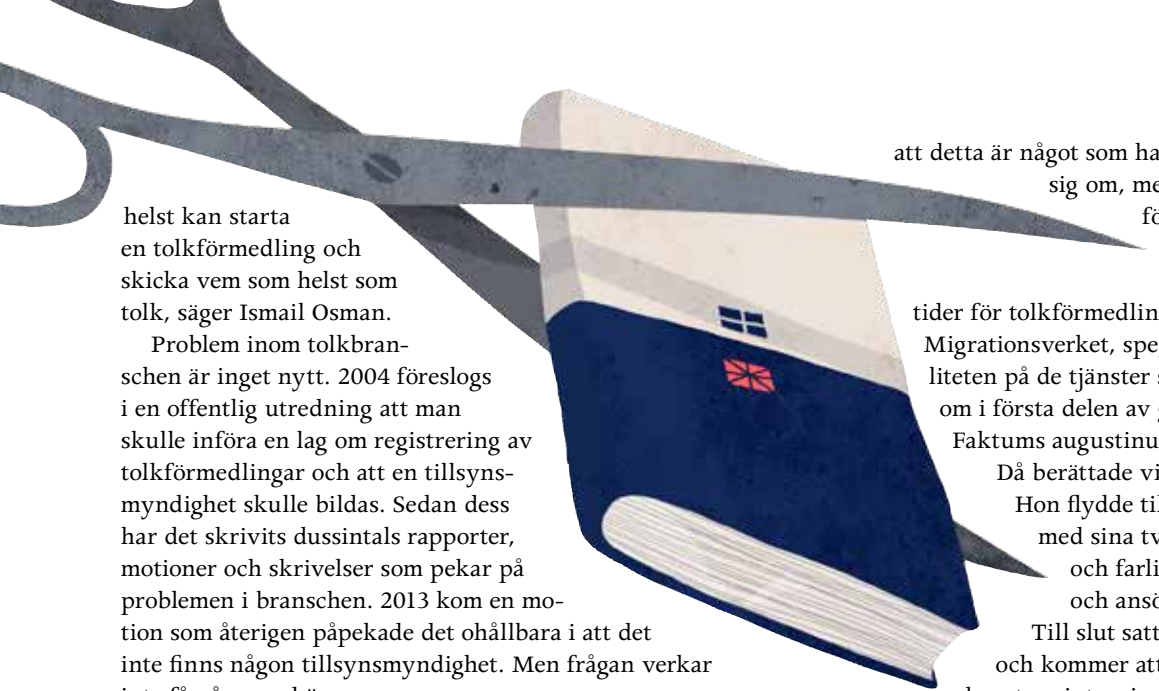 helst kan starta
en tolkförmedling och
skicka vem som helst som
tolk, säger Ismail Osman.
Problem inom tolkbran-
schen är inget nytt. 2004 föreslogs
i en offentlig utredning att man
skulle införa en lag om registrering av
tolkförmedlingar och att en tillsyns-
myndighet skulle bildas. Sedan dess
har det skrivits dussintals rapporter,
motioner och skrivelser som pekar på
problemen i branschen. 2013 kom en mo-
tion som återigen påpekade det ohållbara i att det
inte finns någon tillsynsmyndighet. Men frågan verkar
att detta är något som ha
sig om, me
fö
tider för tolkförmedlin
Migrationsverket, spe
liteten på de tjänster
om i första delen av
Faktums augustinu
Då berättade vi
Hon flydde til
med sina tv
och farli
och ansö
Till slut satt
och kommer att